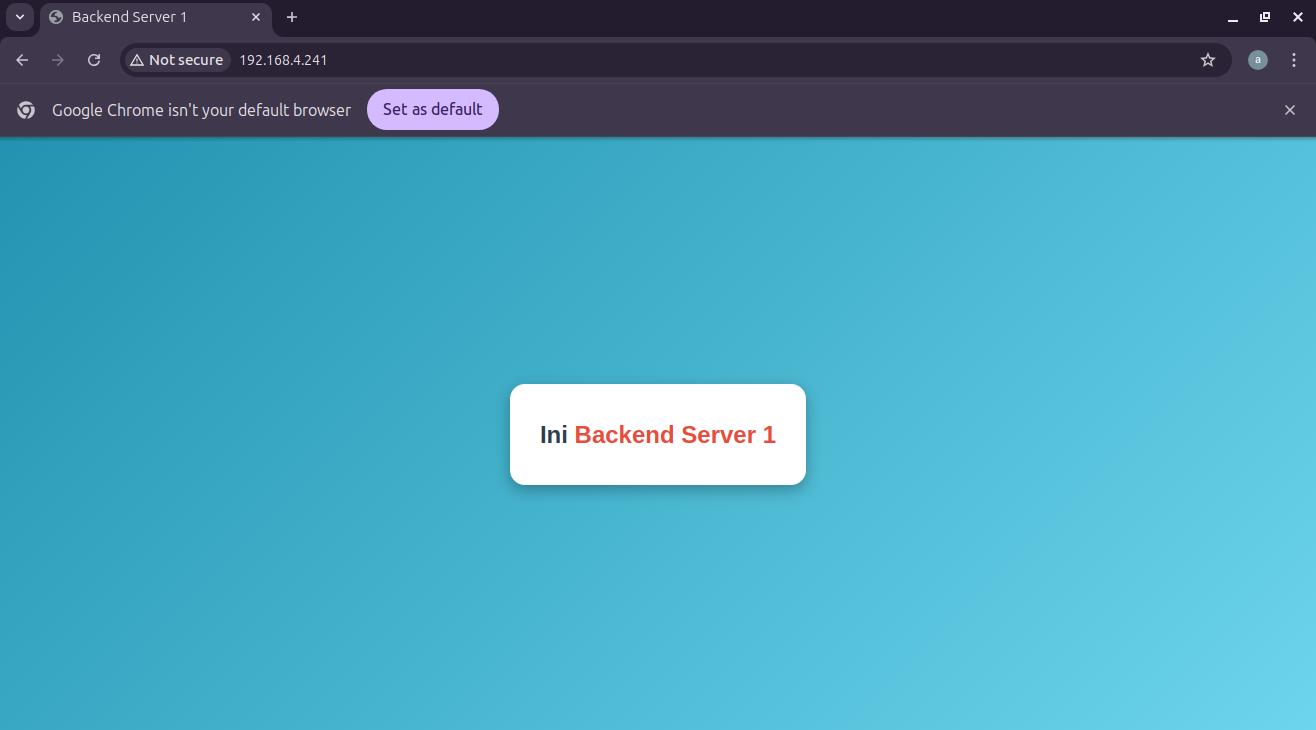 Backend Server 1
Not secure 192.168.4.241
a
Google Chrome isn't your default browser Set as default
Ini Backend Server 1